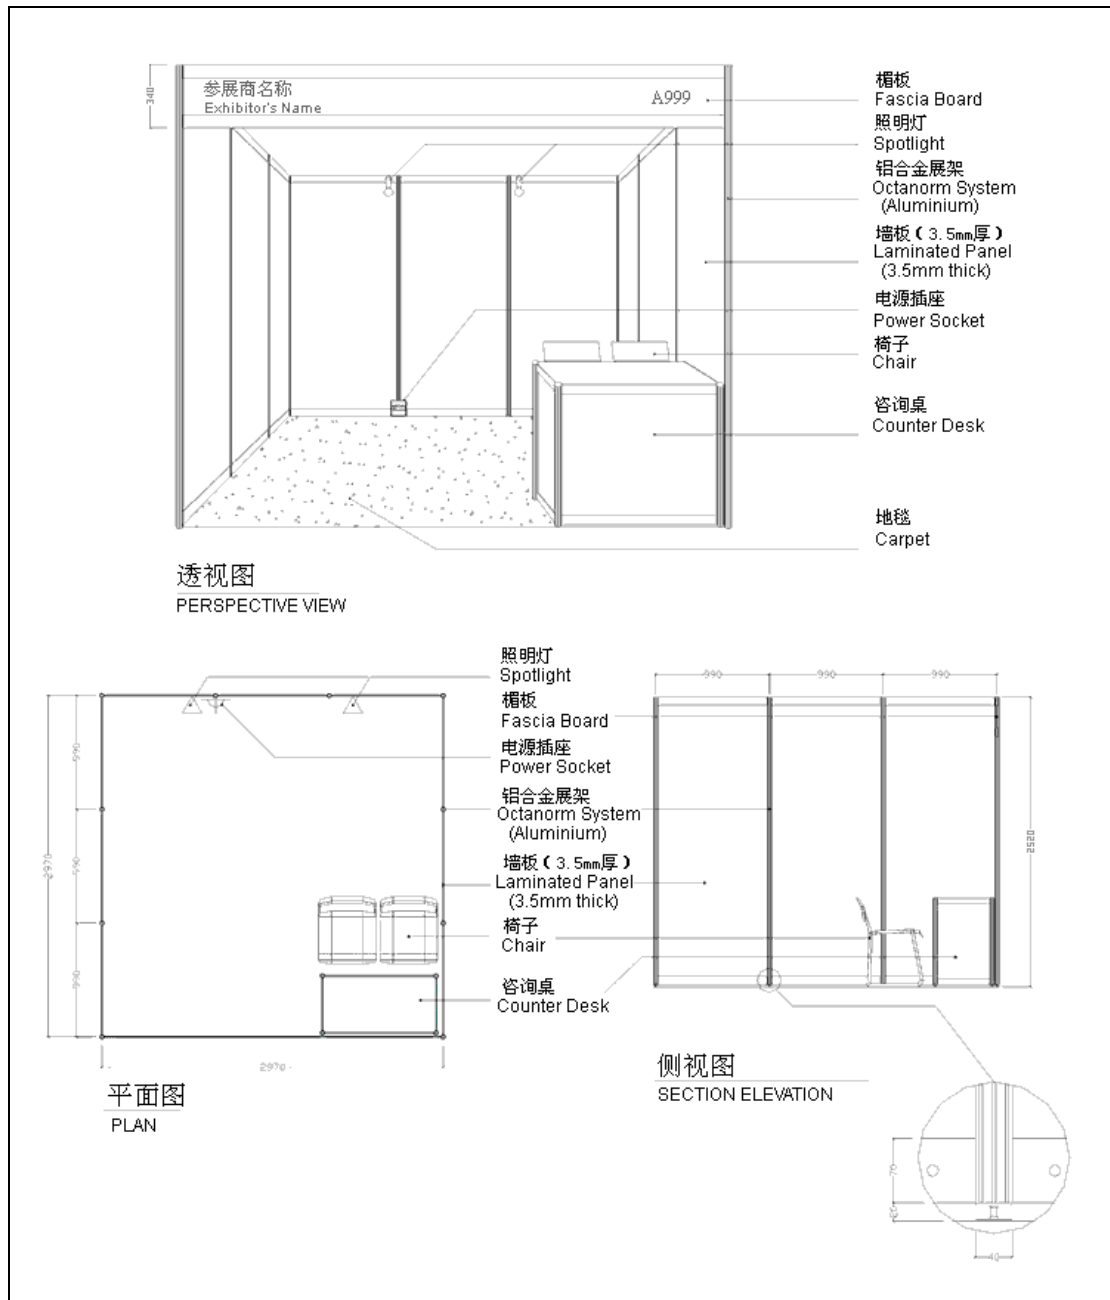 340
参展商名称
Exhibitor's Name
A999
楣板
Fascia Board
照明灯
Spotlight
铝合金展架
Octanorm System
(Aluminium)
墙板（3.5mm厚）
Laminated Panel
(3.5mm thick)
电源插座
Power Socket
椅子
Chair
咨询桌
Counter Desk
地毯
Carpet
透视图
PERSPECTIVE VIEW
照明灯
Spotlight
楣板
Fascia Board
电源插座
Power Socket
铝合金展架
Octanorm System
(Aluminium)
墙板（3.5mm厚）
Laminated Panel
(3.5mm thick)
椅子
Chair
咨询桌
Counter Desk
2970
990
990
990
2970
平面图
PLAN
990
990
990
2520
侧视图
SECTION ELEVATION
70
40